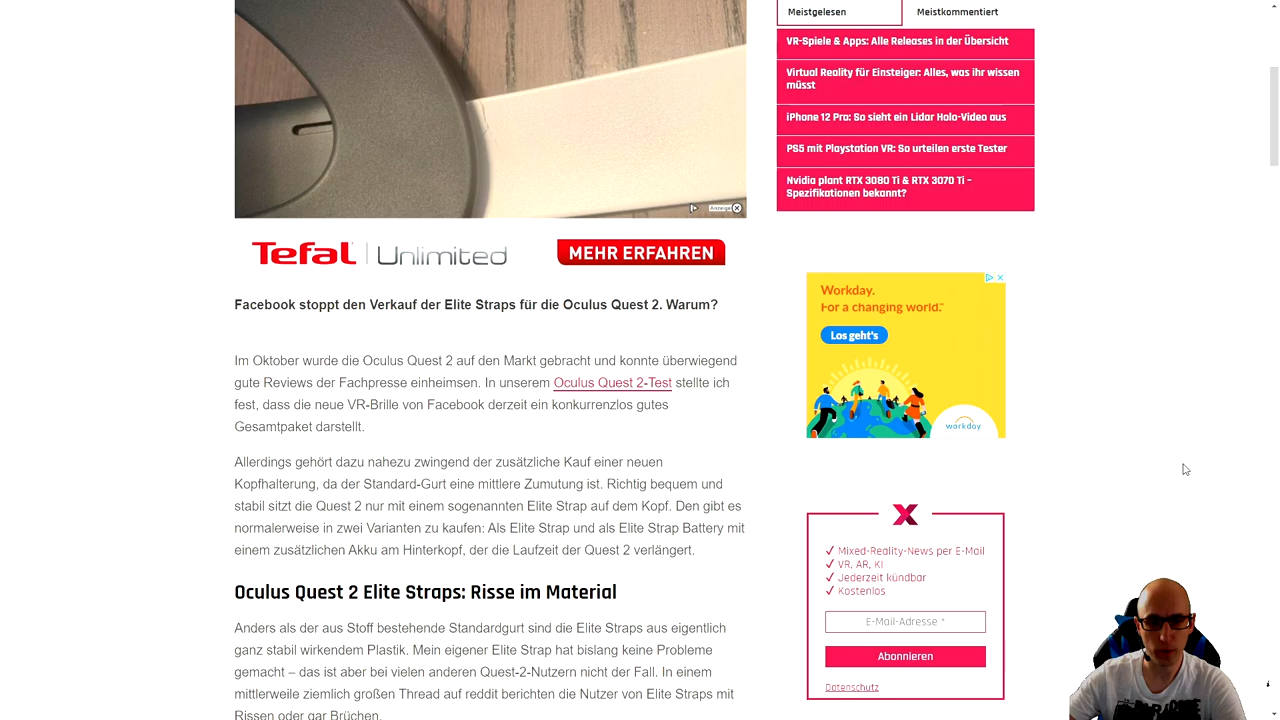 Meistgelesen
Meistkommentiert
VR-Spiele & Apps: Alle Releases in der Übersicht
Virtual Reality für Einsteiger: Alles, was ihr wissen
müsst
iPhone 12 Pro: So sieht ein Lidar Holo-Video aus
PS5 mit Playstation VR: So urteilen erste Tester
Nvidia plant RTX 3080 Ti & RTX 3070 Ti –
Spezifikationen bekannt?
Anzeige
Tefal Unlimited
MEHR ERFAHREN
Facebook stoppt den Verkauf der Elite Straps für die Oculus Quest 2. Warum?
Im Oktober wurde die Oculus Quest 2 auf den Markt gebracht und konnte überwiegend
gute Reviews der Fachpresse einheimsen. In unserem Oculus Quest 2-Test stellte ich
fest, dass die neue VR-Brille von Facebook derzeit ein konkurrenzlos gutes
Gesamtpaket darstellt.
Allerdings gehört dazu nahezu zwingend der zusätzliche Kauf einer neuen
Kopfhalterung, da der Standard-Gurt eine mittlere Zumutung ist. Richtig bequem und
stabil sitzt die Quest 2 nur mit einem sogenannten Elite Strap auf dem Kopf. Den gibt es
normalerweise in zwei Varianten zu kaufen: Als Elite Strap und als Elite Strap Battery mit
einem zusätzlichen Akku am Hinterkopf, der die Laufzeit der Quest 2 verlängert.
Oculus Quest 2 Elite Straps: Risse im Material
Anders als der aus Stoff bestehende Standardgurt sind die Elite Straps aus eigentlich
ganz stabil wirkendem Plastik. Mein eigener Elite Strap hat bislang keine Probleme
gemacht – das ist aber bei vielen anderen Quest-2-Nutzern nicht der Fall. In einem
mittlerweile ziemlich großen Thread auf reddit berichten die Nutzer von Elite Straps mit
Rissen oder gar Brüchen.
Workday.
For a changing world.™
Los geht's
workday
X
✓ Mixed-Reality-News per E-Mail
✓ VR, AR, KI
✓ Jederzeit kündbar
✓ Kostenlos
E-Mail-Adresse *
Abonnieren
Datenschutz